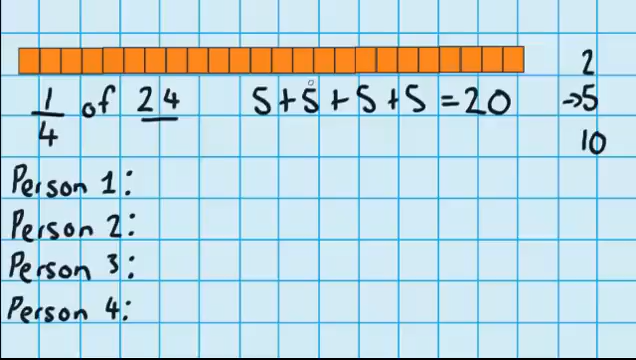 1/4 of 24 5+5+5+5=20
2
→5
10
Person 1:
Person 2:
Person 3:
Person 4: